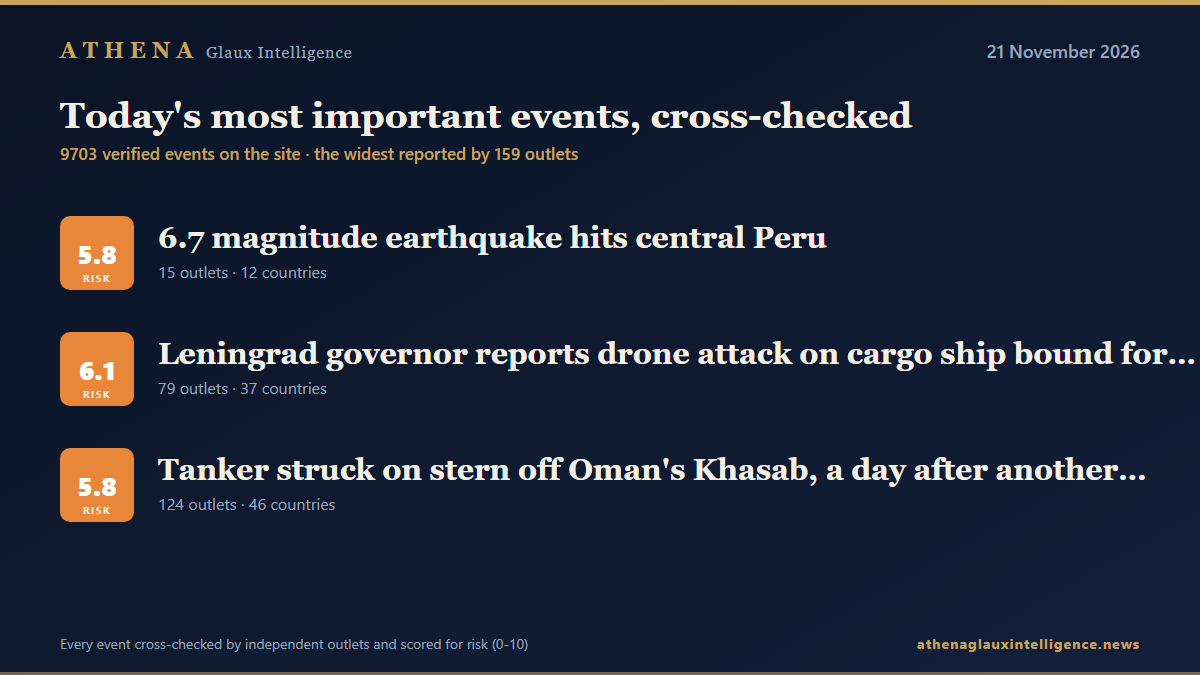 ATHENA Glaux Intelligence
21 November 2026
Today's most important events, cross-checked
9703 verified events on the site · the widest reported by 159 outlets
5.8
RISK
6.7 magnitude earthquake hits central Peru
15 outlets · 12 countries
6.1
RISK
Leningrad governor reports drone attack on cargo ship bound for...
79 outlets · 37 countries
5.8
RISK
Tanker struck on stern off Oman's Khasab, a day after another...
124 outlets · 46 countries
Every event cross-checked by independent outlets and scored for risk (0-10)
athenaglauxintelligence.news